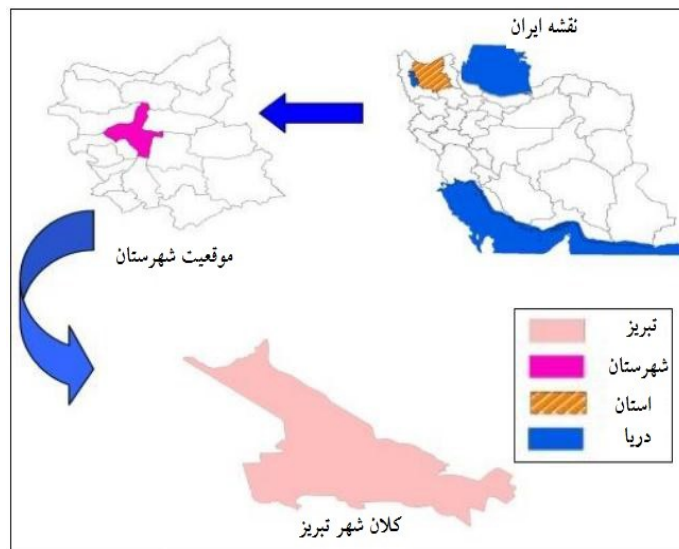 نقشه ایران
موقعیت شهرستان
تبریز
شهرستان
استان
دریا
کلان شهر تبریز